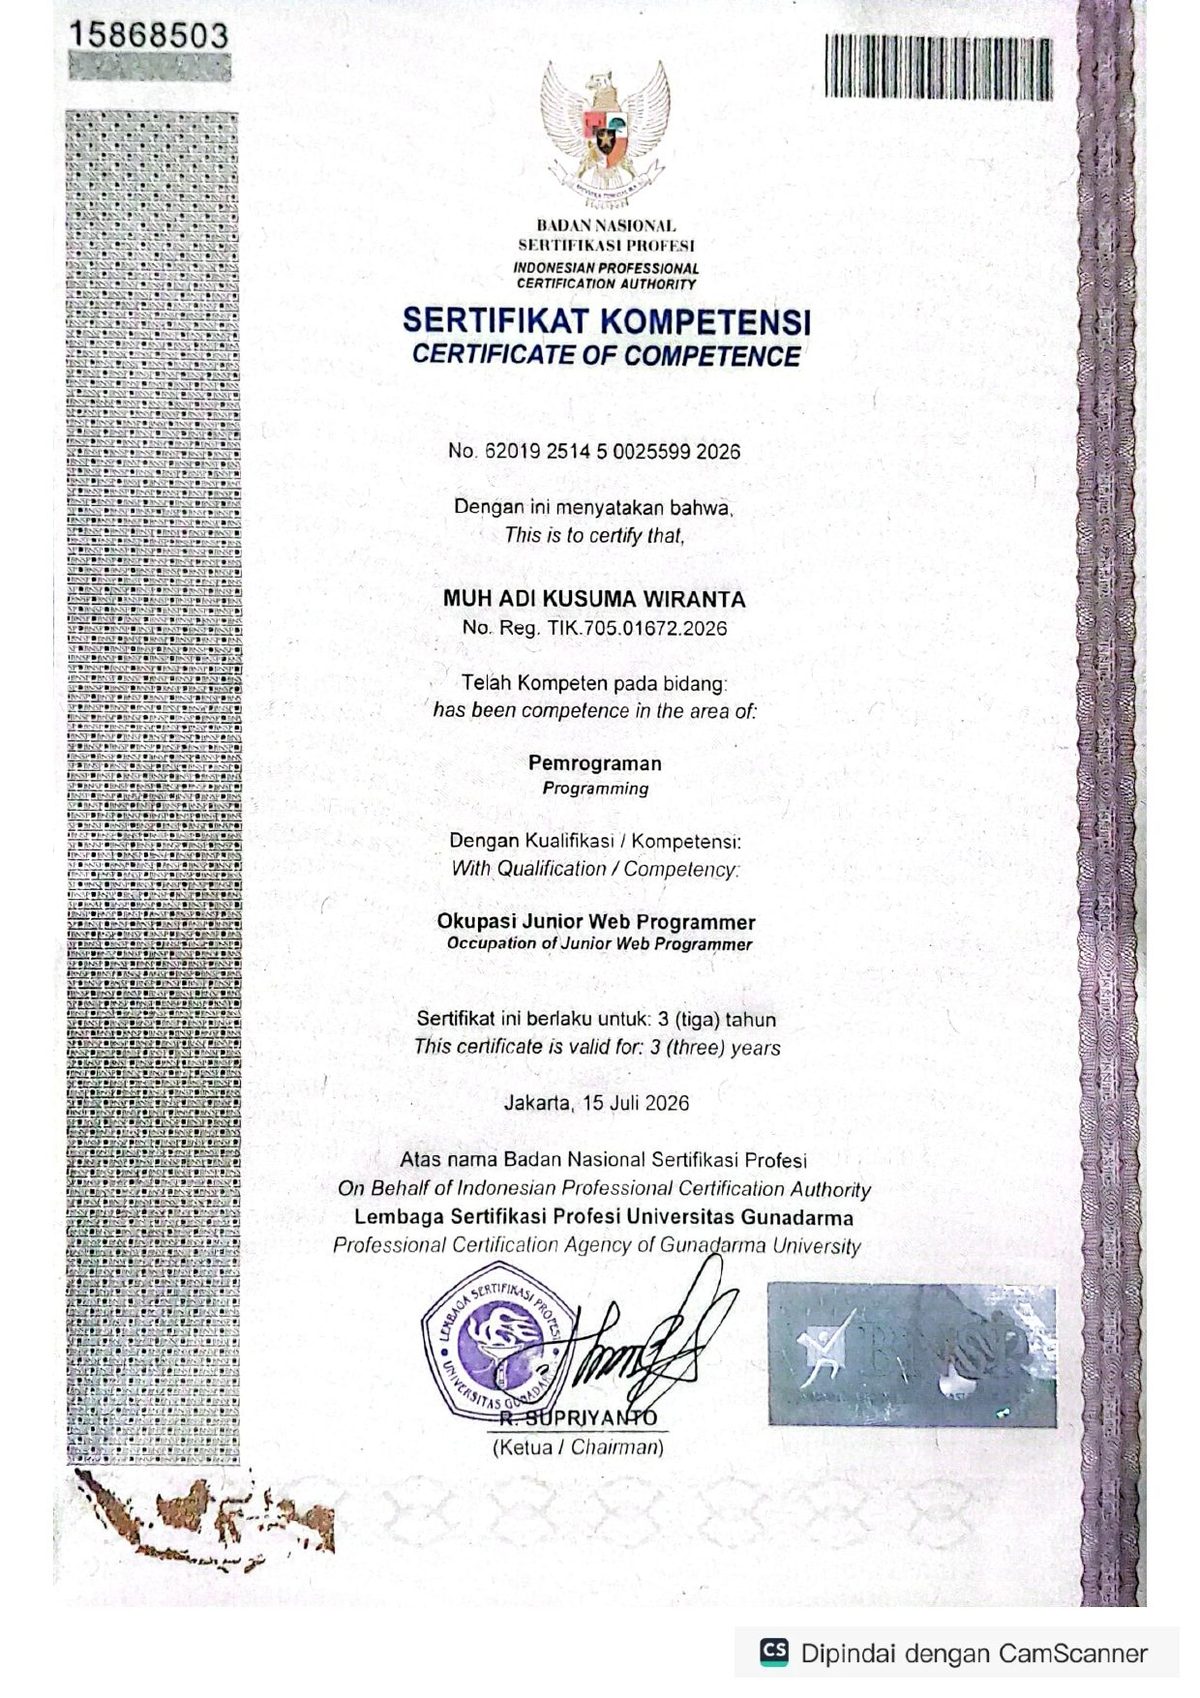 15868503
BADAN NASIONAL
SERTIFIKASI PROFESI
INDONESIAN PROFESSIONAL
CERTIFICATION AUTHORITY
SERTIFIKAT KOMPETENSI
CERTIFICATE OF COMPETENCE
No. 62019 2514 5 0025599 2026
Dengan ini menyatakan bahwa,
This is to certify that,
MUH ADI KUSUMA WIRANTA
No. Reg. TIK.705.01672.2026
Telah Kompeten pada bidang:
has been competence in the area of:
Pemrograman
Programming
Dengan Kualifikasi / Kompetensi:
With Qualification / Competency:
Okupasi Junior Web Programmer
Occupation of Junior Web Programmer
Sertifikat ini berlaku untuk: 3 (tiga) tahun
This certificate is valid for: 3 (three) years
Jakarta, 15 Juli 2026
Atas nama Badan Nasional Sertifikasi Profesi
On Behalf of Indonesian Professional Certification Authority
Lembaga Sertifikasi Profesi Universitas Gunadarma
Professional Certification Agency of Gunadarma University
LEMBAGA SERTIFIKASI PROFESI
UNIVERSITAS GUNADARMA
R. SUPRIYANTO
(Ketua / Chairman)
CS Dipindai dengan CamScanner